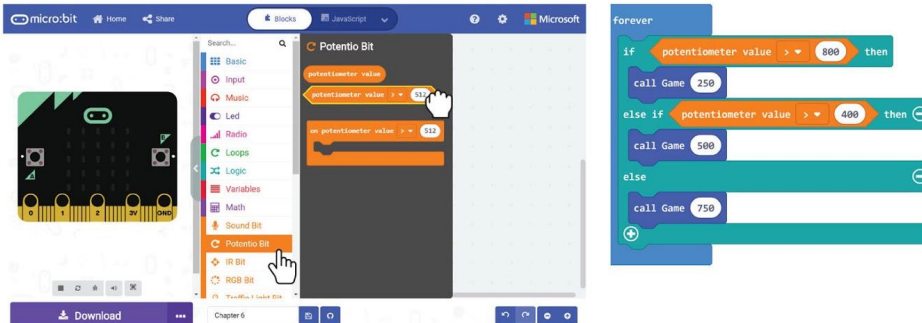 micro:bit Home Share Blocks JavaScript Microsoft
Search...
Basic
Input
Music
Led
Radio
Loops
Logic
Variables
Math
Sound Bit
Potentio Bit
IR Bit
RGB Bit
Traffic Light Bit
Potentio Bit
potentiometer value
potentiometer value > 512
on potentiometer value > 512
A
B
0 1 2 3V GND
Download
Chapter 6
forever
if potentiometer value > 800 then
call Game 250
else if potentiometer value > 400 then
call Game 500
else
call Game 750